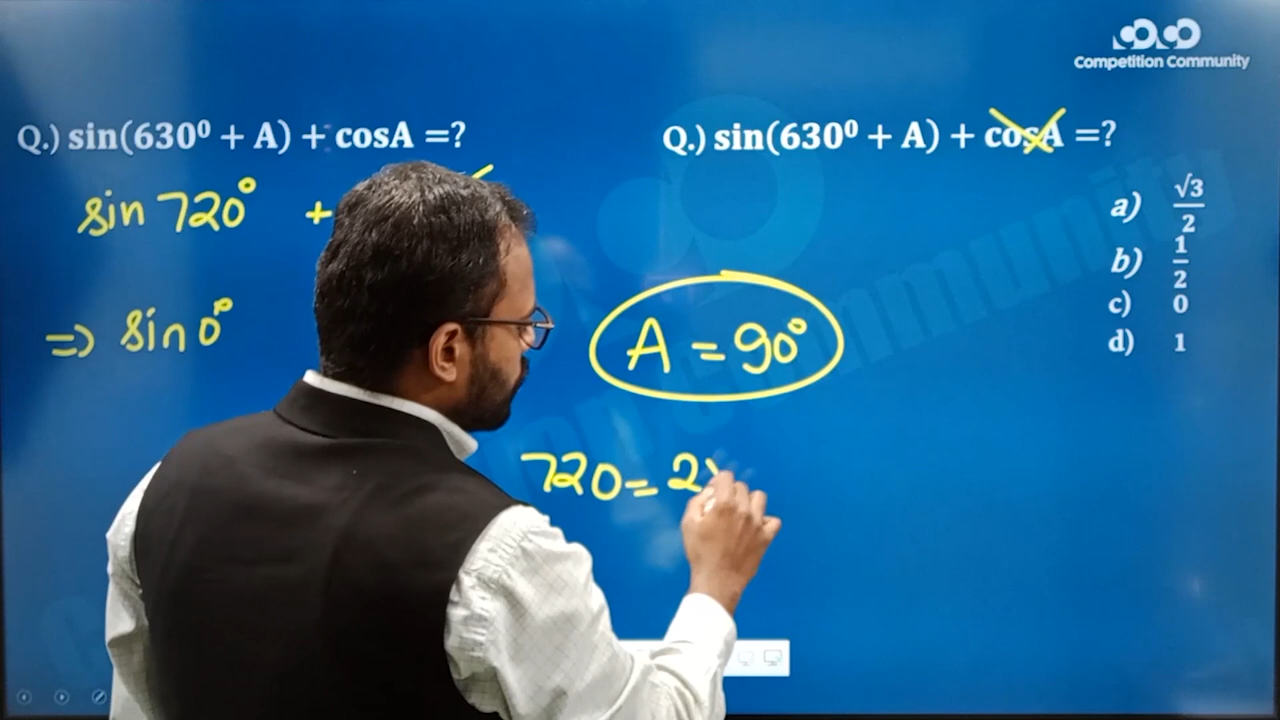 Competition Community
Q.) sin(630⁰ + A) + cosA =?
sin 720° +
=> sin 0°
Q.) sin(630⁰ + A) + cosA =?
a) √3/2
b) 1/2
c) 0
d) 1
A = 90°
720 = 2